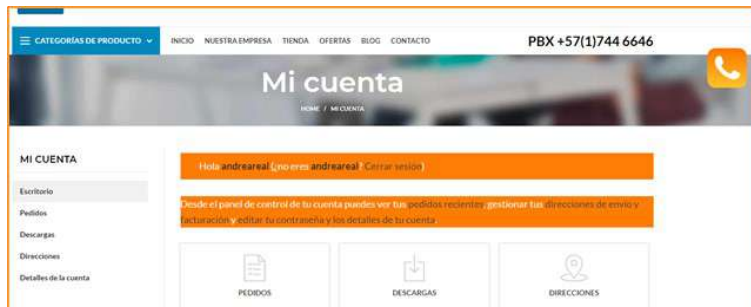 CATEGORÍAS DE PRODUCTO
INICIO NUESTRA EMPRESA TIENDA OFERTAS BLOG CONTACTO
PBX +57(1)744 6646
Mi cuenta
HOME / MI CUENTA
MI CUENTA
Escritorio
Pedidos
Descargas
Direcciones
Detalles de la cuenta
Hola andreareal (¿no eres andreareal? Cerrar sesión)
Desde el panel de control de tu cuenta puedes ver tus pedidos recientes, gestionar tus direcciones de envío y
facturación y editar tu contraseña y los detalles de tu cuenta.
PEDIDOS
DESCARGAS
DIRECCIONES